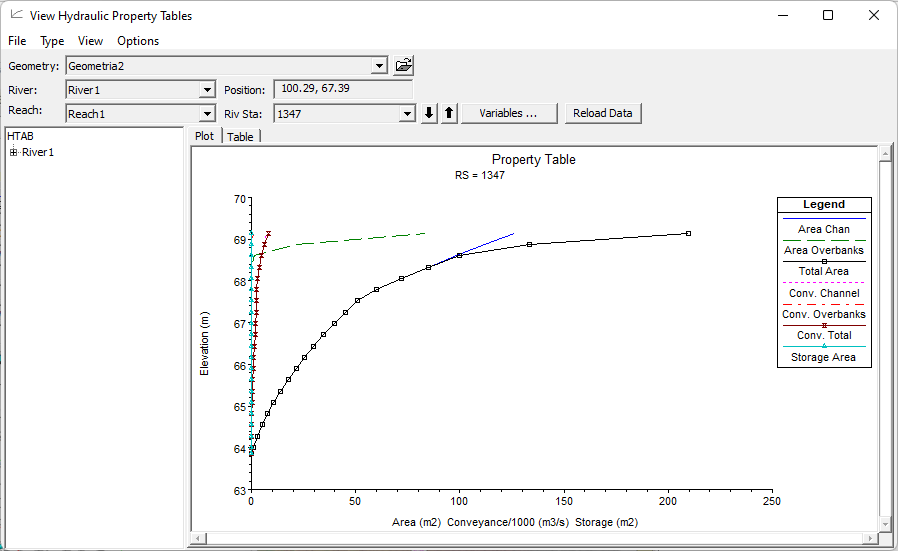 View Hydraulic Property Tables
File Type View Options
Geometry: Geometria2
River: River1 Position: 100.29, 67.39
Reach: Reach1 Riv Sta: 1347 Variables ... Reload Data
HTAB
River1
Plot Table
Property Table
RS = 1347
Elevation (m)
70
69
68
67
66
65
64
63
0 50 100 150 200 250
Area (m2) Conveyance/1000 (m3/s) Storage (m2)
Legend
Area Chan
Area Overbanks
Total Area
Conv. Channel
Conv. Overbanks
Conv. Total
Storage Area